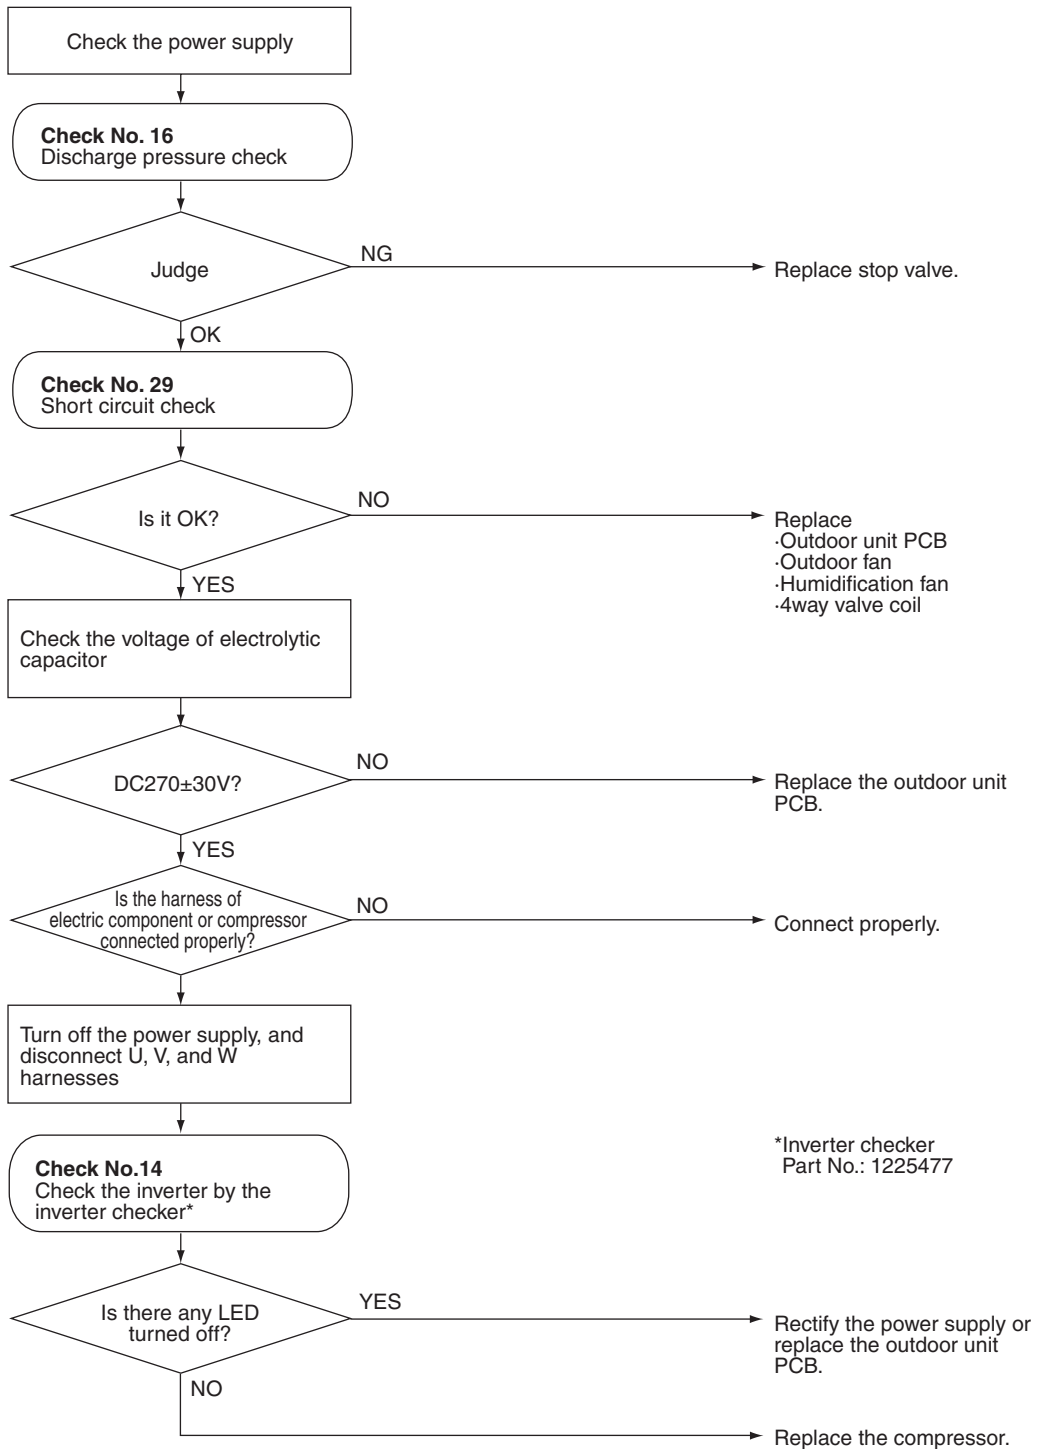 Check the power supply
Check No. 16
Discharge pressure check
Judge
NG
Replace stop valve.
OK
Check No. 29
Short circuit check
Is it OK?
NO
Replace
·Outdoor unit PCB
·Outdoor fan
·Humidification fan
·4way valve coil
YES
Check the voltage of electrolytic
capacitor
DC270±30V?
NO
Replace the outdoor unit
PCB.
YES
Is the harness of
electric component or compressor
connected properly?
NO
Connect properly.
Turn off the power supply, and
disconnect U, V, and W
harnesses
Check No.14
Check the inverter by the
inverter checker*
*Inverter checker
Part No.: 1225477
Is there any LED
turned off?
YES
Rectify the power supply or
replace the outdoor unit
PCB.
NO
Replace the compressor.